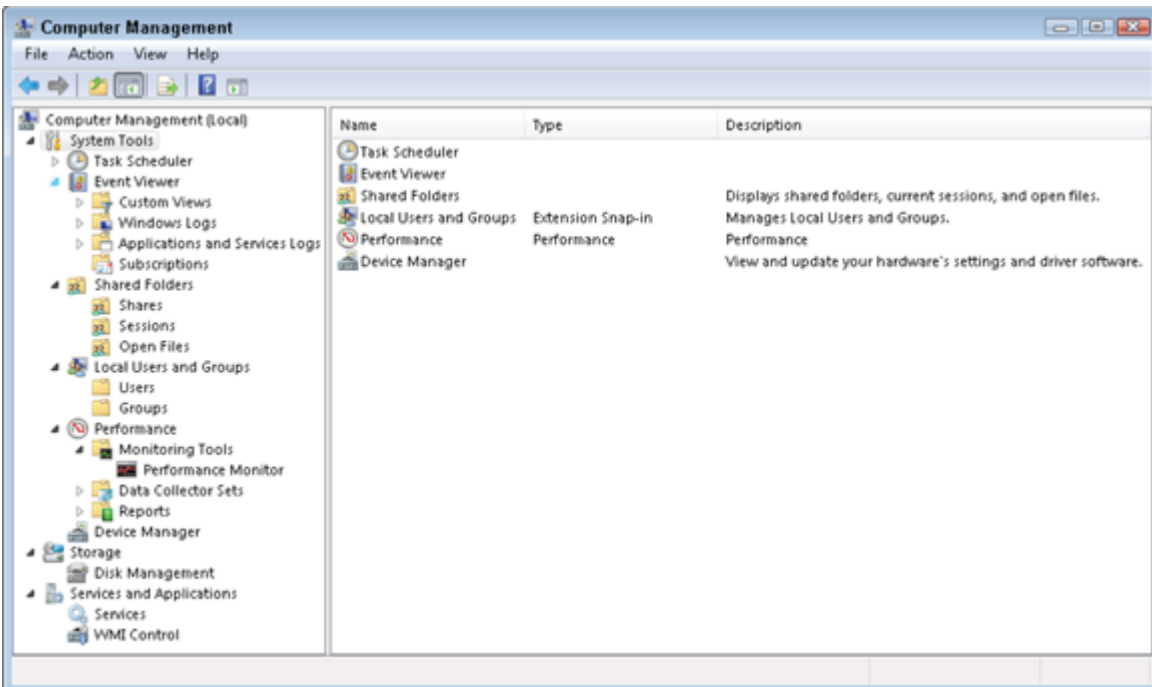 Computer Management
File Action View Help
Computer Management (Local)
System Tools
Task Scheduler
Event Viewer
Custom Views
Windows Logs
Applications and Services Logs
Subscriptions
Shared Folders
Shares
Sessions
Open Files
Local Users and Groups
Users
Groups
Performance
Monitoring Tools
Performance Monitor
Data Collector Sets
Reports
Device Manager
Storage
Disk Management
Services and Applications
Services
WMI Control
Name Type Description
Task Scheduler
Event Viewer
Shared Folders Displays shared folders, current sessions, and open files.
Local Users and Groups Extension Snap-in Manages Local Users and Groups.
Performance Performance Performance
Device Manager View and update your hardware's settings and driver software.